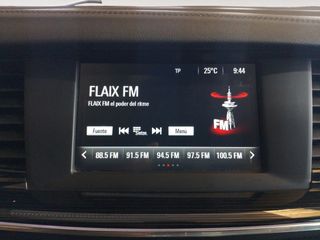 TP 25°C 9:44
FLAIX FM
FLAIX FM el poder del ritme
FM
Fuente Menú
88.5 FM 91.5 FM 94.5 FM 97.5 FM 100.5 FM